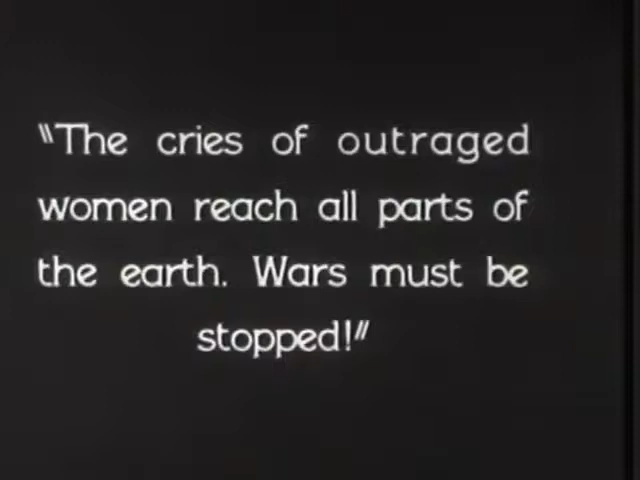 "The cries of outraged
women reach all parts of
the earth. Wars must be
stopped!"